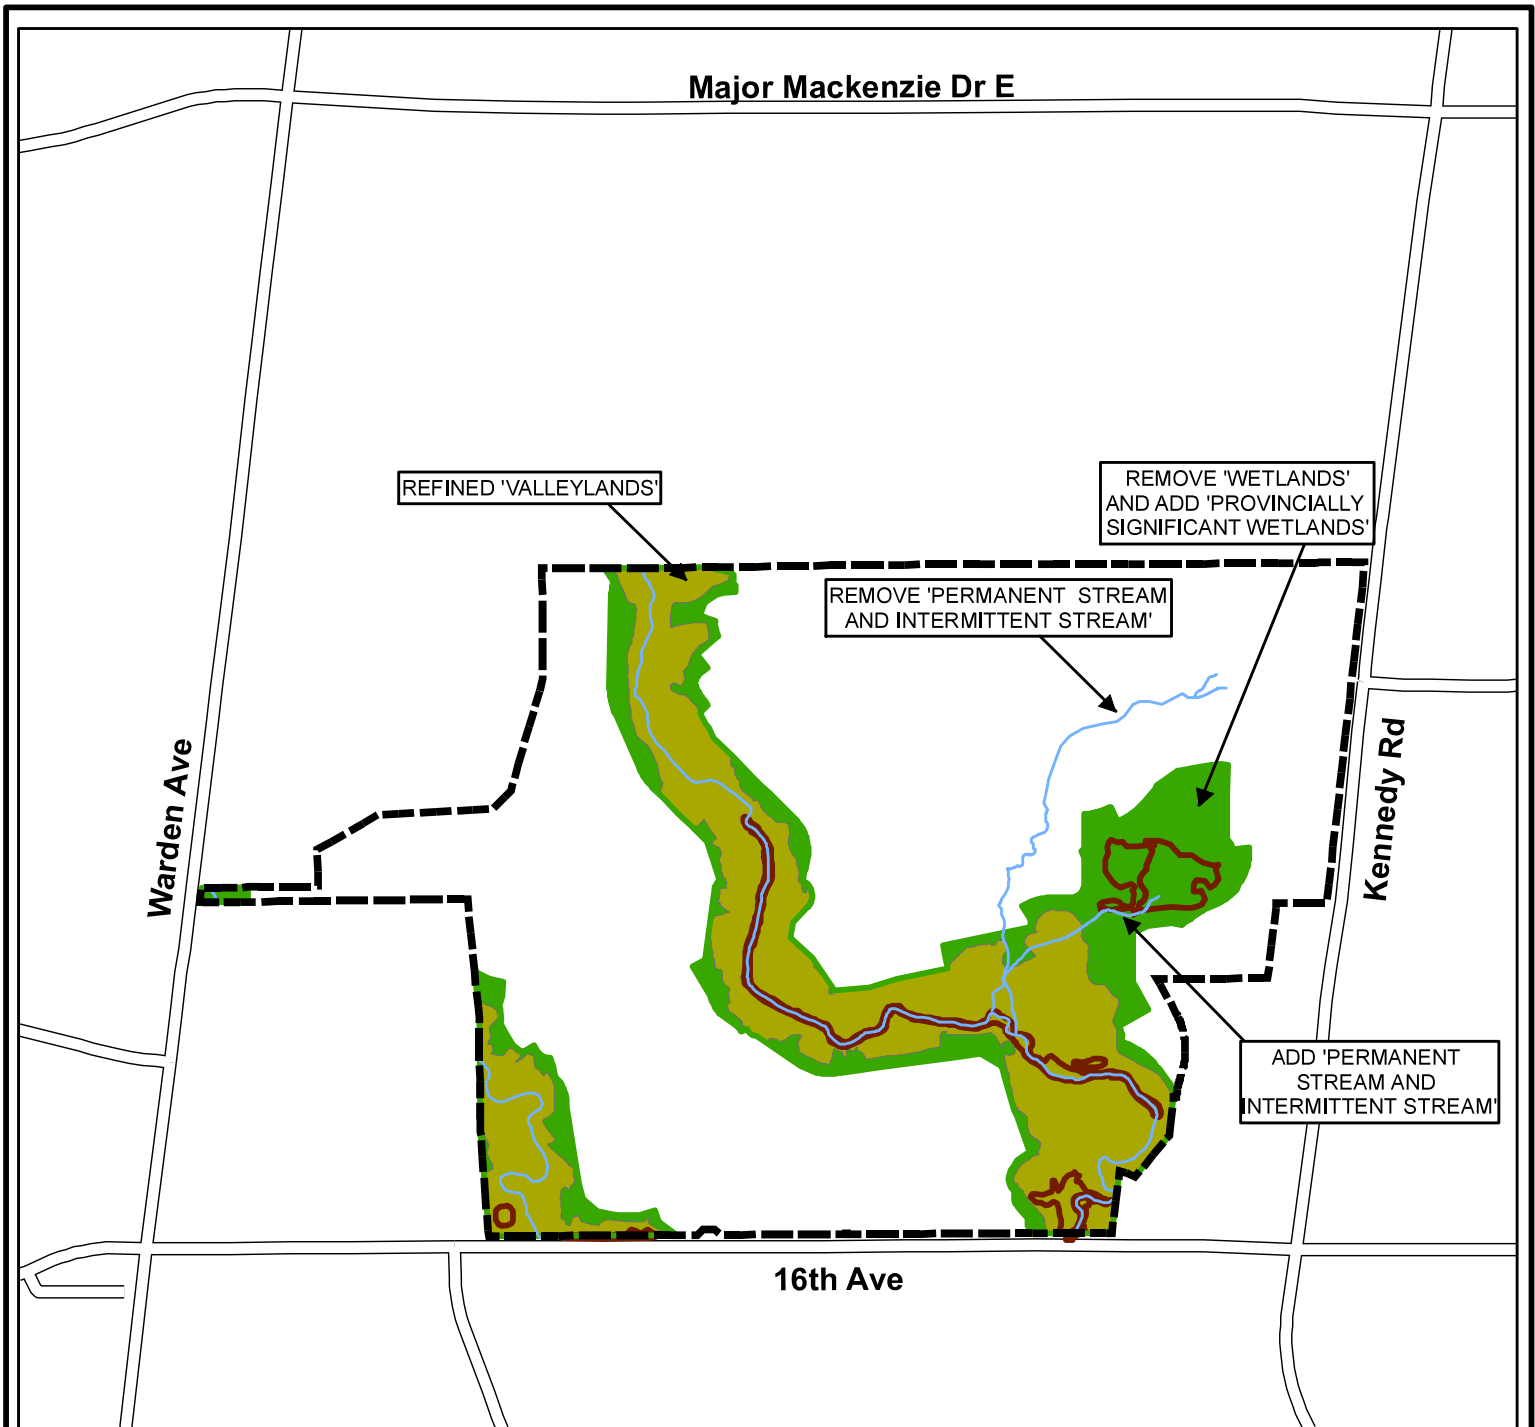 Major Mackenzie Dr E
REFINED 'VALLEYLANDS'
REMOVE 'WETLANDS'
AND ADD 'PROVINCIALLY
SIGNIFICANT WETLANDS'
REMOVE 'PERMANENT STREAM
AND INTERMITTENT STREAM'
Warden Ave
Kennedy Rd
ADD 'PERMANENT
STREAM AND
INTERMITTENT STREAM'
16th Ave